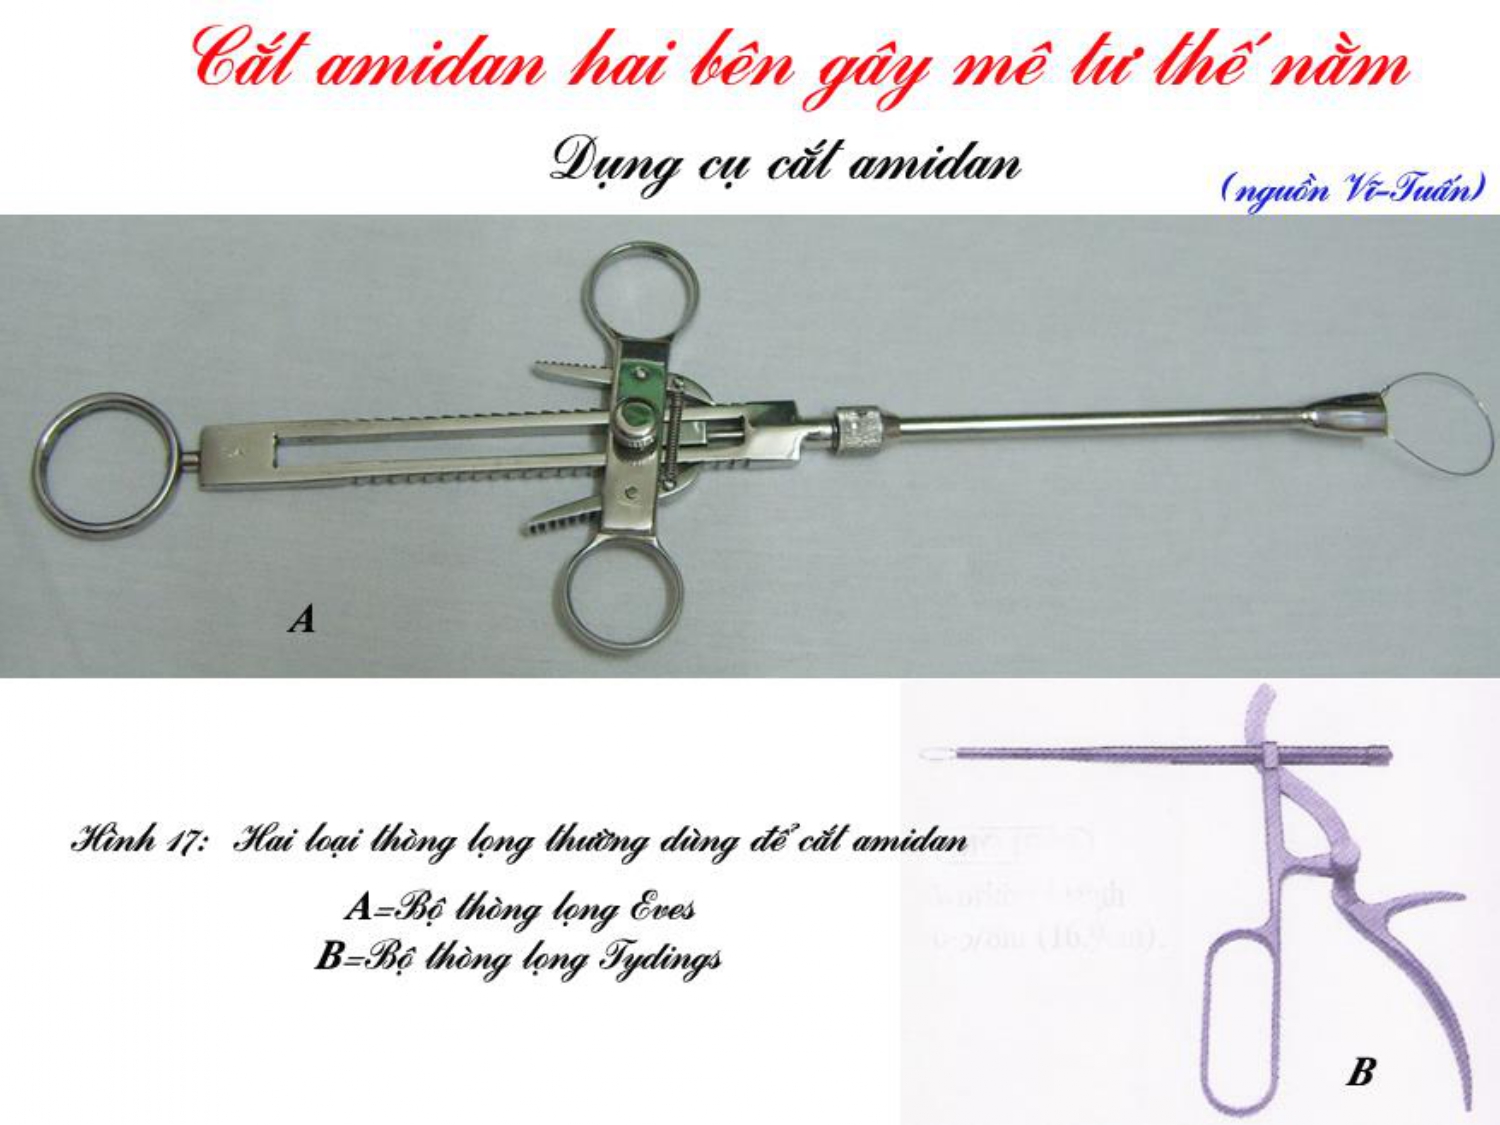 Cắt amidan hai bên gây mê tư thế nằm
Dụng cụ cắt amidan
(nguồn Vĩ-Tuấn)
A
Hình 17: Hai loại thòng lọng thường dùng để cắt amidan
A=Bộ thòng lọng Eves
B=Bộ thòng lọng Tydings
B